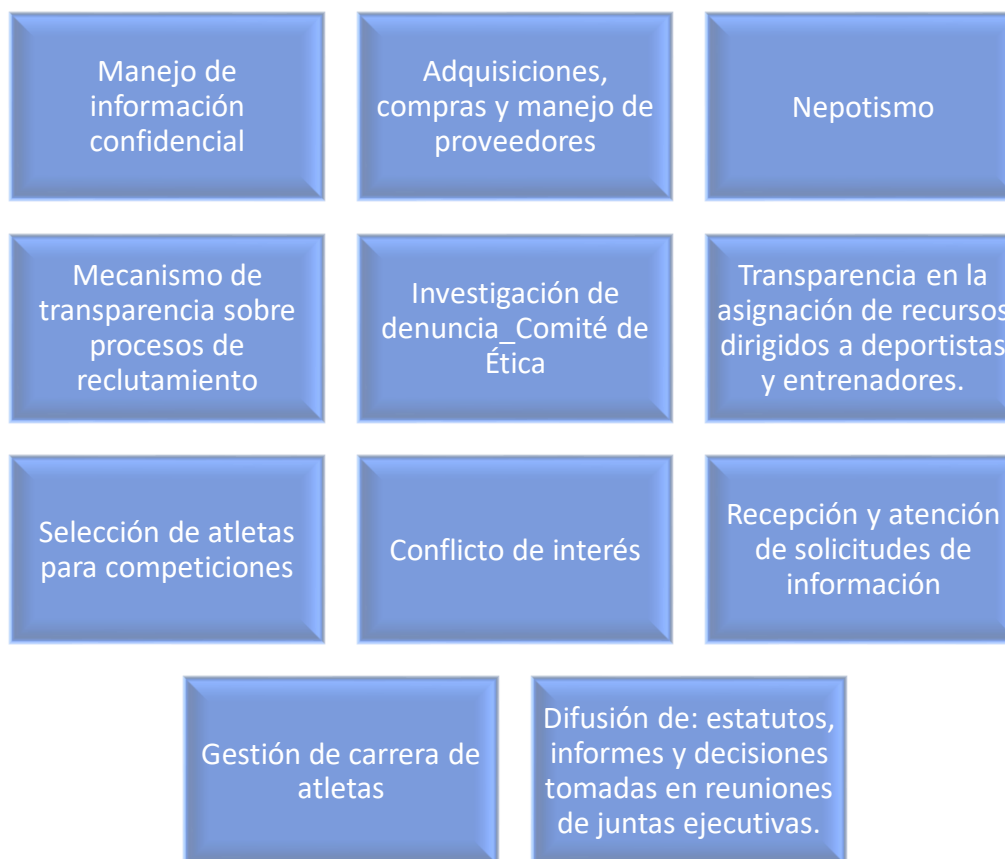 Manejo de
información
confidencial
Adquisiciones,
compras y manejo de
proveedores
Nepotismo
Mecanismo de
transparencia sobre
procesos de
reclutamiento
Investigación de
denuncia_Comité de
Ética
Transparencia en la
asignación de recursos
dirigidos a deportistas
y entrenadores.
Selección de atletas
para competiciones
Conflicto de interés
Recepción y atención
de solicitudes de
información
Gestión de carrera de
atletas
Difusión de: estatutos,
informes y decisiones
tomadas en reuniones
de juntas ejecutivas.